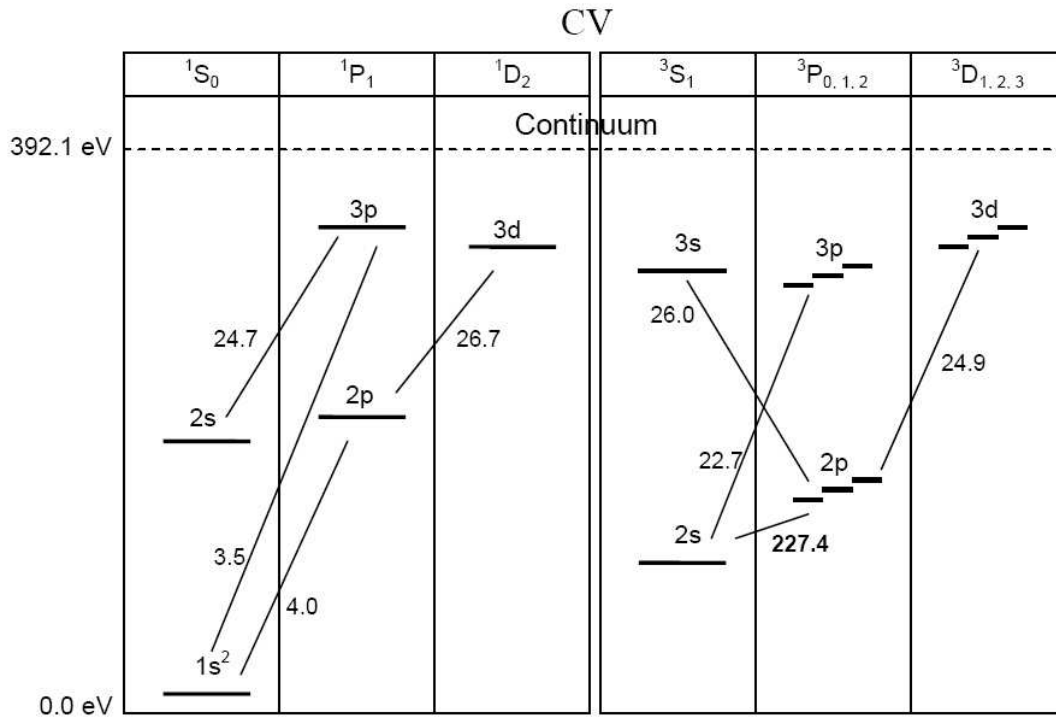 CV
¹S₀ ¹P₁ ¹D₂ ³S₁ ³P₀, ₁, ₂ ³D₁, ₂, ₃
Continuum
392.1 eV
3p
3d
3s
3p
3d
24.7
26.7
26.0
24.9
2s
2p
22.7
2p
2s
227.4
3.5
4.0
1s²
0.0 eV